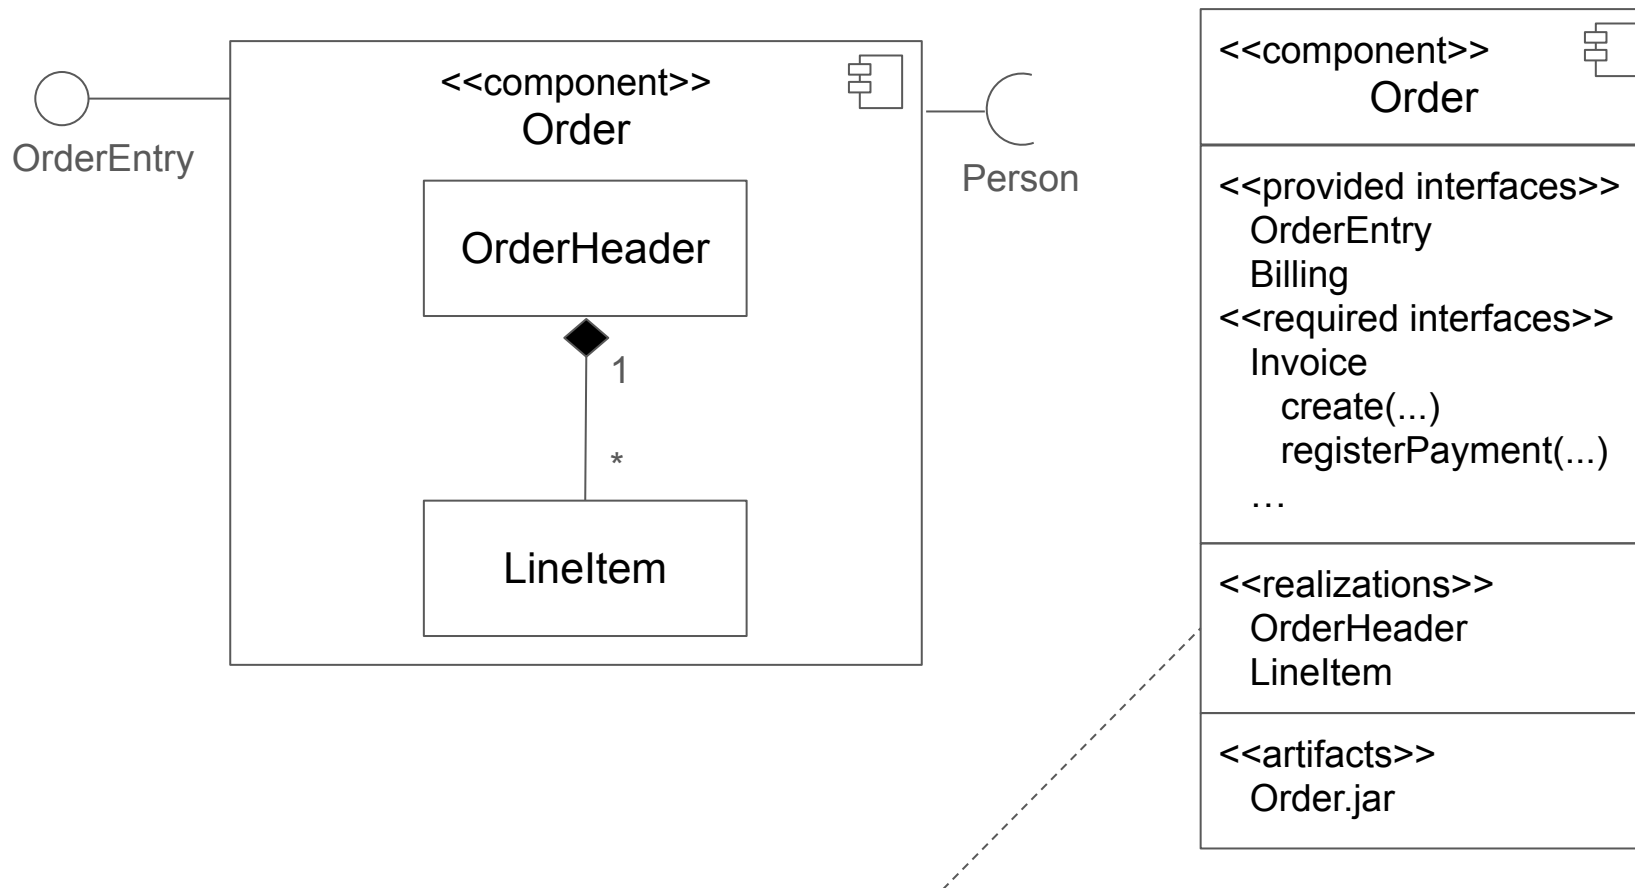 OrderEntry
<<component>>
Order
OrderHeader
1
*
LineItem
Person
<<component>>
Order
<<provided interfaces>>
OrderEntry
Billing
<<required interfaces>>
Invoice
create(...)
registerPayment(...)
…
<<realizations>>
OrderHeader
LineItem
<<artifacts>>
Order.jar